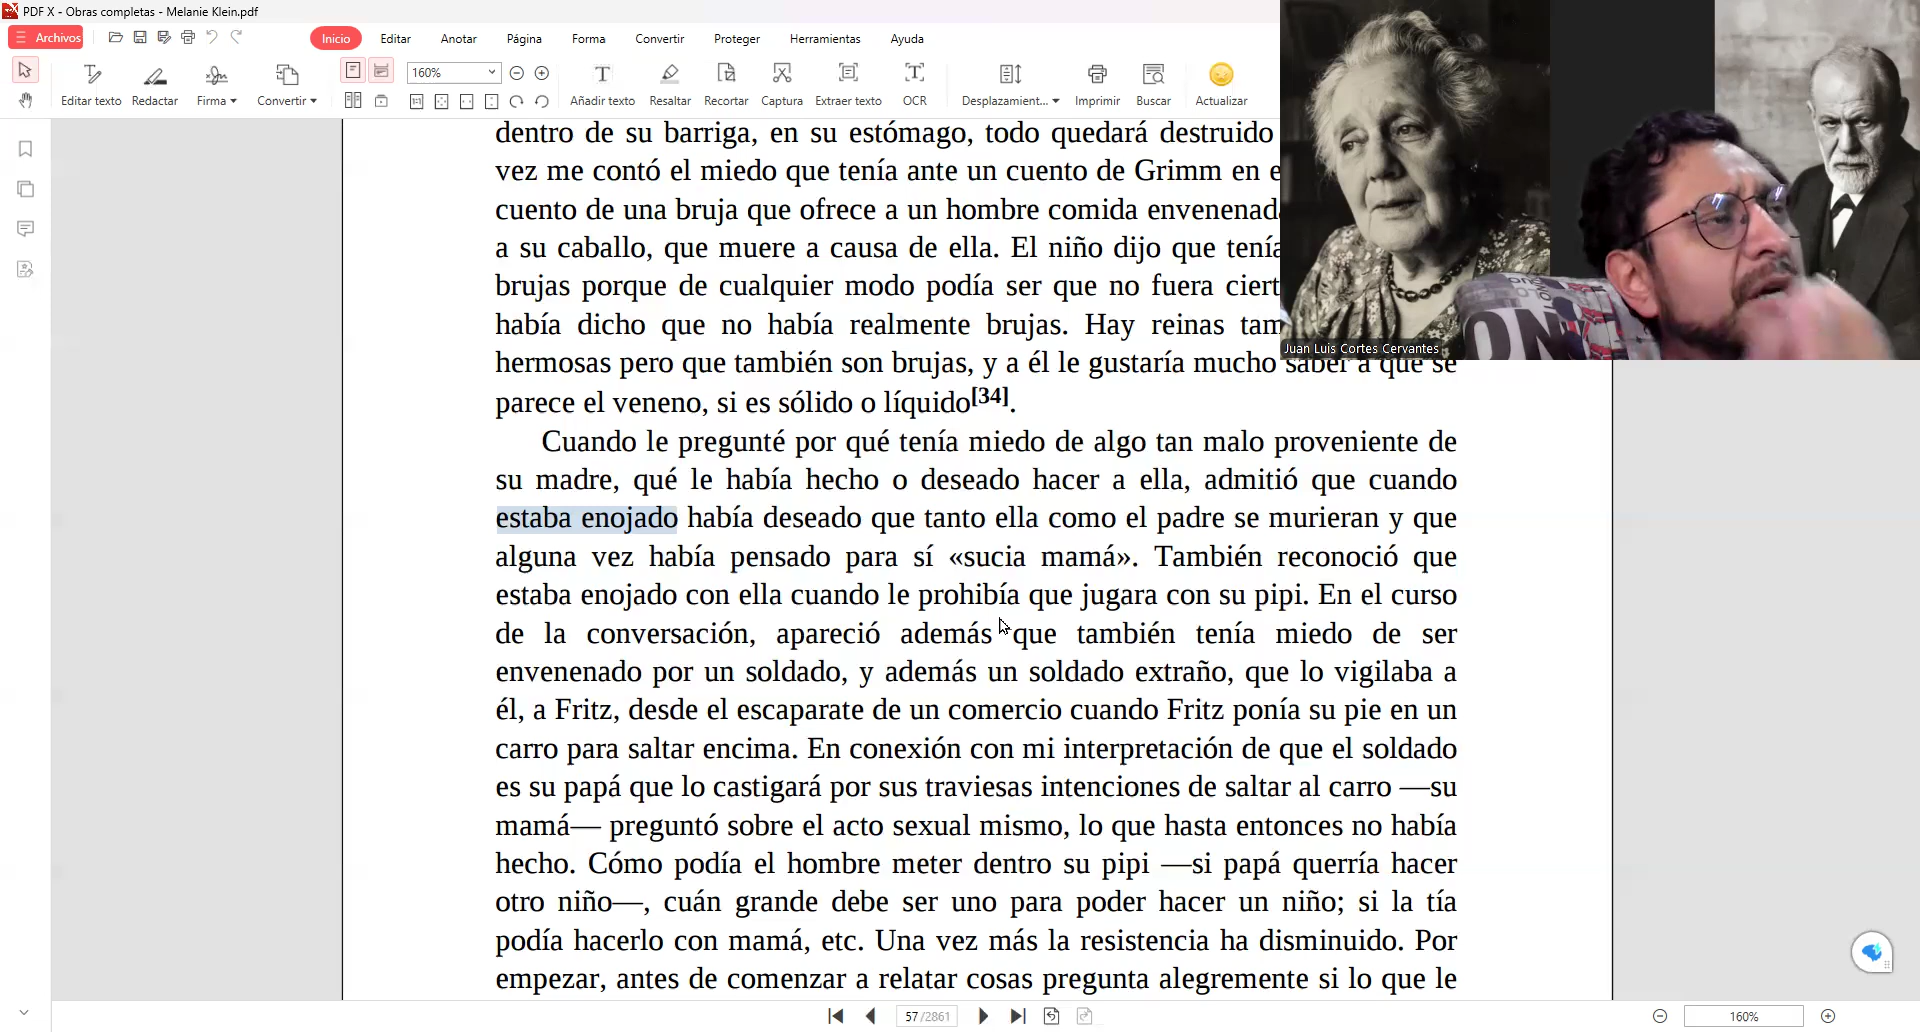 PDF X - Obras completas - Melanie Klein.pdf
Archivos
Inicio
Editar
Anotar
Página
Forma
Convertir
Proteger
Herramientas
Ayuda
160%
Editar texto
Redactar
Firma
Convertir
Añadir texto
Resaltar
Recortar
Captura
Extraer texto
OCR
Desplazamient...
Imprimir
Buscar
Actualizar
dentro de su barriga, en su estómago, todo quedará destruido
vez me contó el miedo que tenía ante un cuento de Grimm en
cuento de una bruja que ofrece a un hombre comida
a su caballo, que muere a causa de ella. El niño dijo que tenía
brujas porque de cualquier modo podía ser que no fuera
había dicho que no había realmente brujas. Hay reinas
hermosas pero que también son brujas, y a él le gustaría mucho saber a qué se
parece el veneno, si es sólido o líquido[34].
Cuando le pregunté por qué tenía miedo de algo tan malo proveniente de
su madre, qué le había hecho o deseado hacer a ella, admitió que cuando
estaba enojado había deseado que tanto ella como el padre se murieran y que
alguna vez había pensado para sí «sucia mamá». También reconoció que
estaba enojado con ella cuando le prohibía que jugara con su pipi. En el curso
de la conversación, apareció además que también tenía miedo de ser
envenenado por un soldado, y además un soldado extraño, que lo vigilaba a
él, a Fritz, desde el escaparate de un comercio cuando Fritz ponía su pie en un
carro para saltar encima. En conexión con mi interpretación de que el soldado
es su papá que lo castigará por sus traviesas intenciones de saltar al carro —su
mamá— preguntó sobre el acto sexual mismo, lo que hasta entonces no había
hecho. Cómo podía el hombre meter dentro su pipi —si papá querría hacer
otro niño—, cuán grande debe ser uno para poder hacer un niño; si la tía
podía hacerlo con mamá, etc. Una vez más la resistencia ha disminuido. Por
empezar, antes de comenzar a relatar cosas pregunta alegremente si lo que le
Juan Luis Cortes Cervantes
57 /2861
160%